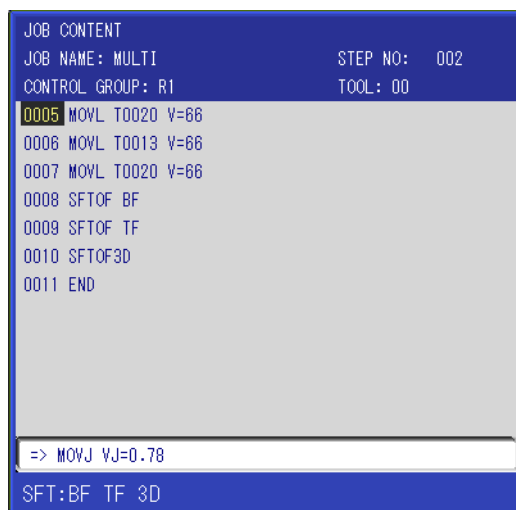 JOB CONTENT
JOB NAME: MULTI STEP NO: 002
CONTROL GROUP: R1 TOOL: 00
0005 MOVL T0020 V=66
0006 MOVL T0013 V=66
0007 MOVL T0020 V=66
0008 SFTOF BF
0009 SFTOF TF
0010 SFTOF3D
0011 END
=> MOVJ VJ=0.78
SFT:BF TF 3D